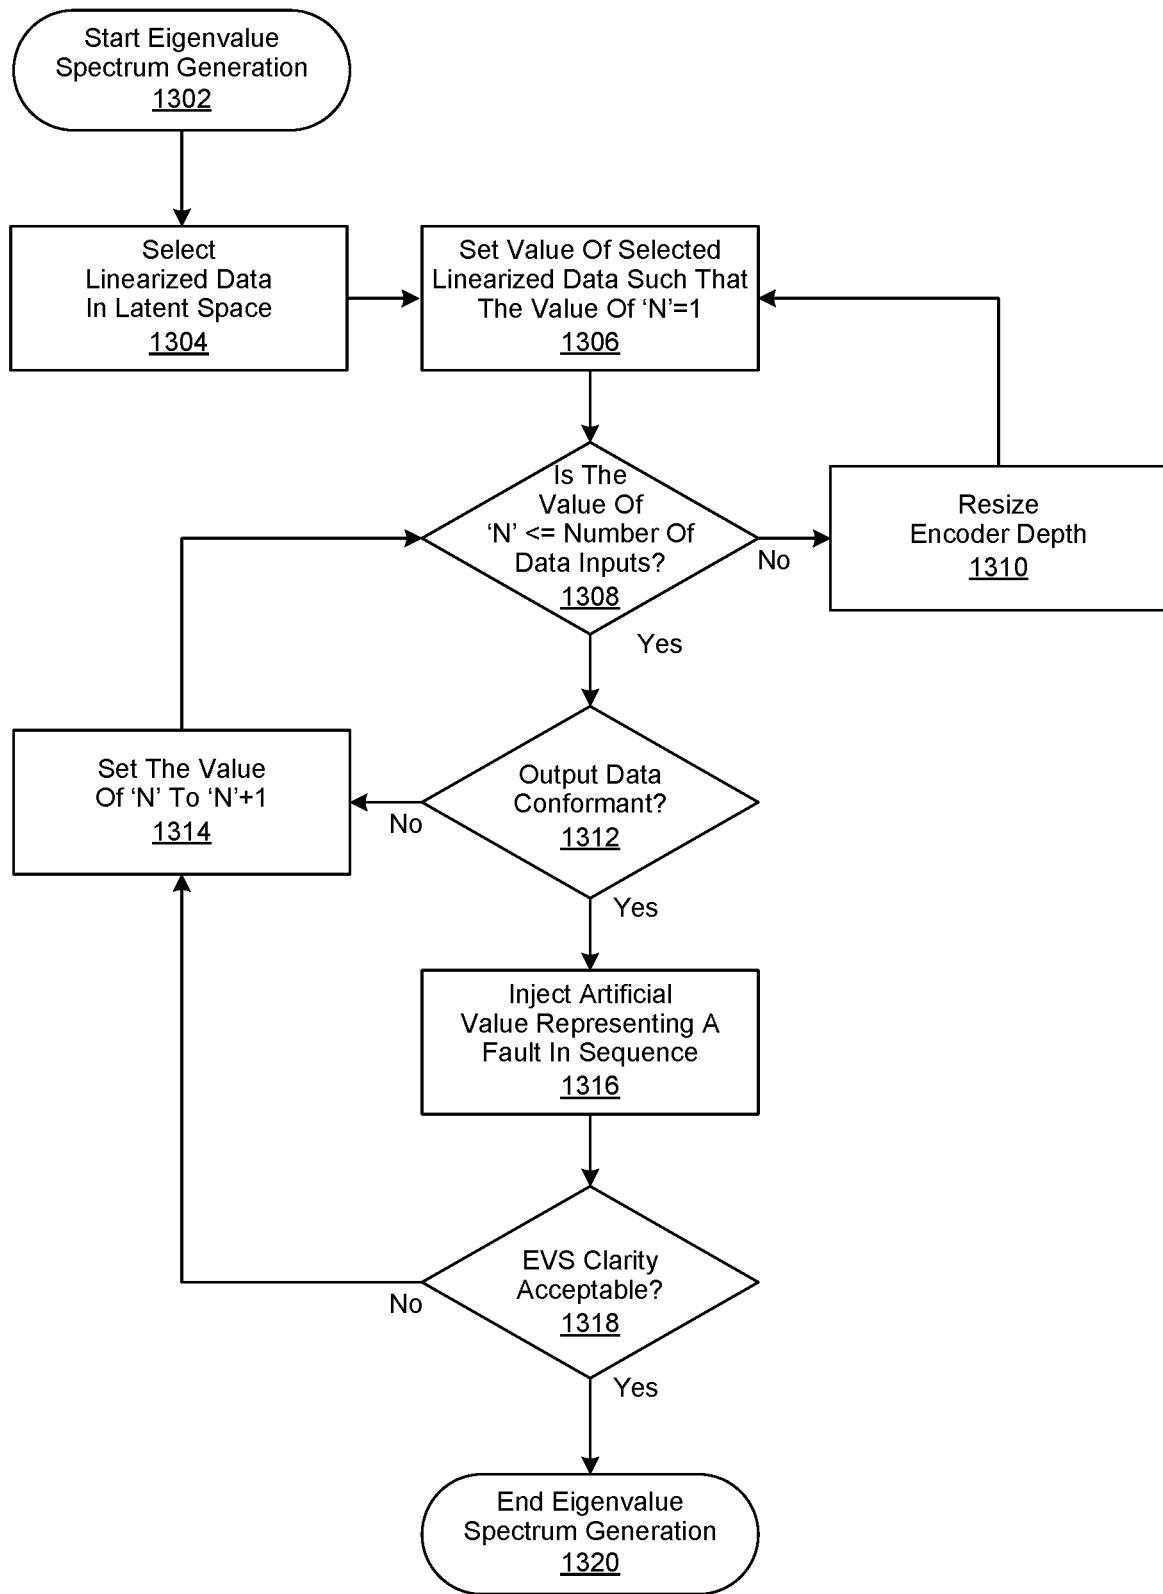 Start Eigenvalue
Spectrum Generation
1302
Select
Linearized Data
In Latent Space
1304
Set Value Of Selected
Linearized Data Such That
The Value Of ‘N’=1
1306
Is The
Value Of
‘N’ <= Number Of
Data Inputs?
1308
No
Resize
Encoder Depth
1310
Yes
Set The Value
Of ‘N’ To ‘N’+1
1314
Output Data
Conformant?
1312
No
Yes
Inject Artificial
Value Representing A
Fault In Sequence
1316
EVS Clarity
Acceptable?
1318
No
Yes
End Eigenvalue
Spectrum Generation
1320